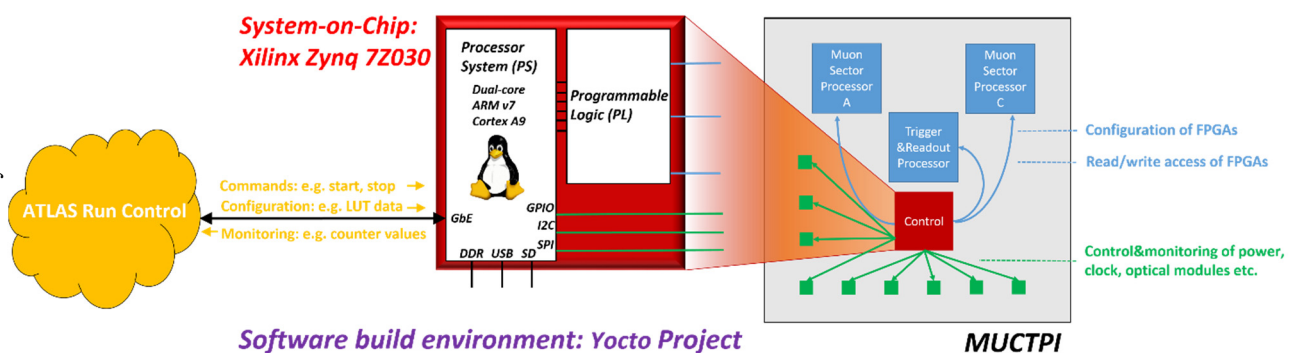 System-on-Chip:
Xilinx Zynq 7Z030
Processor
System (PS)
Dual-core
ARM v7
Cortex A9
Programmable
Logic (PL)
GbE
GPIO
I2C
SPI
DDR USB SD
ATLAS Run Control
Commands: e.g. start, stop
Configuration: e.g. LUT data
Monitoring: e.g. counter values
Muon
Sector
Processor
A
Muon
Sector
Processor
C
Trigger
&Readout
Processor
Control
Configuration of FPGAs
Read/write access of FPGAs
Control&monitoring of power,
clock, optical modules etc.
Software build environment: Yocto Project
MUCTPI